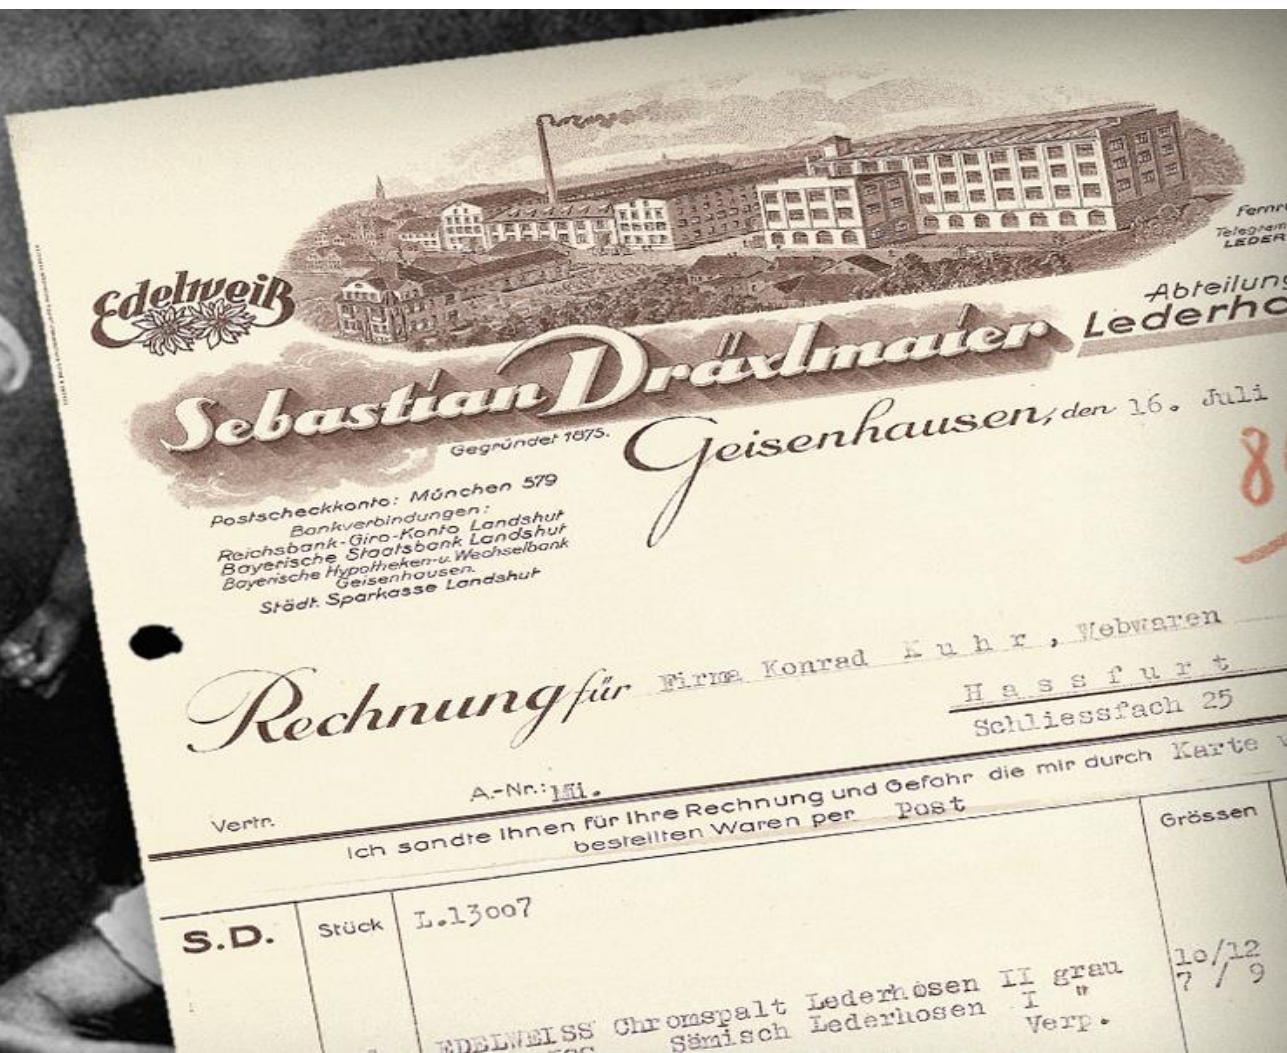 Fernr
Telegram
LEDER
Edelweiß
Abteilung
Lederho
Sebastian Dräxlmaier
Gegründet 1875.
Geisenhausen, den 16. Juli
8
Postscheckkonto: München 579
Bankverbindungen:
Reichsbank-Giro-Konto Landshut
Bayerische Staatsbank Landshut
Bayerische Hypotheken-u. Wechselbank
Geisenhausen.
Städt. Sparkasse Landshut
Rechnung für Firma Konrad Kuhr, Webwaren
Hassfurt
Schliessfach 25
Vertr. A.-Nr.: Mi.
Ich sandte Ihnen für Ihre Rechnung und Gefahr die mir durch Karte
bestellten Waren per Post
S.D. Stück L.13007 Grössen
EDELWEISS Chromspalt Lederhosen II grau 10/12
Sämisch Lederhosen I " 7 / 9
Verp.